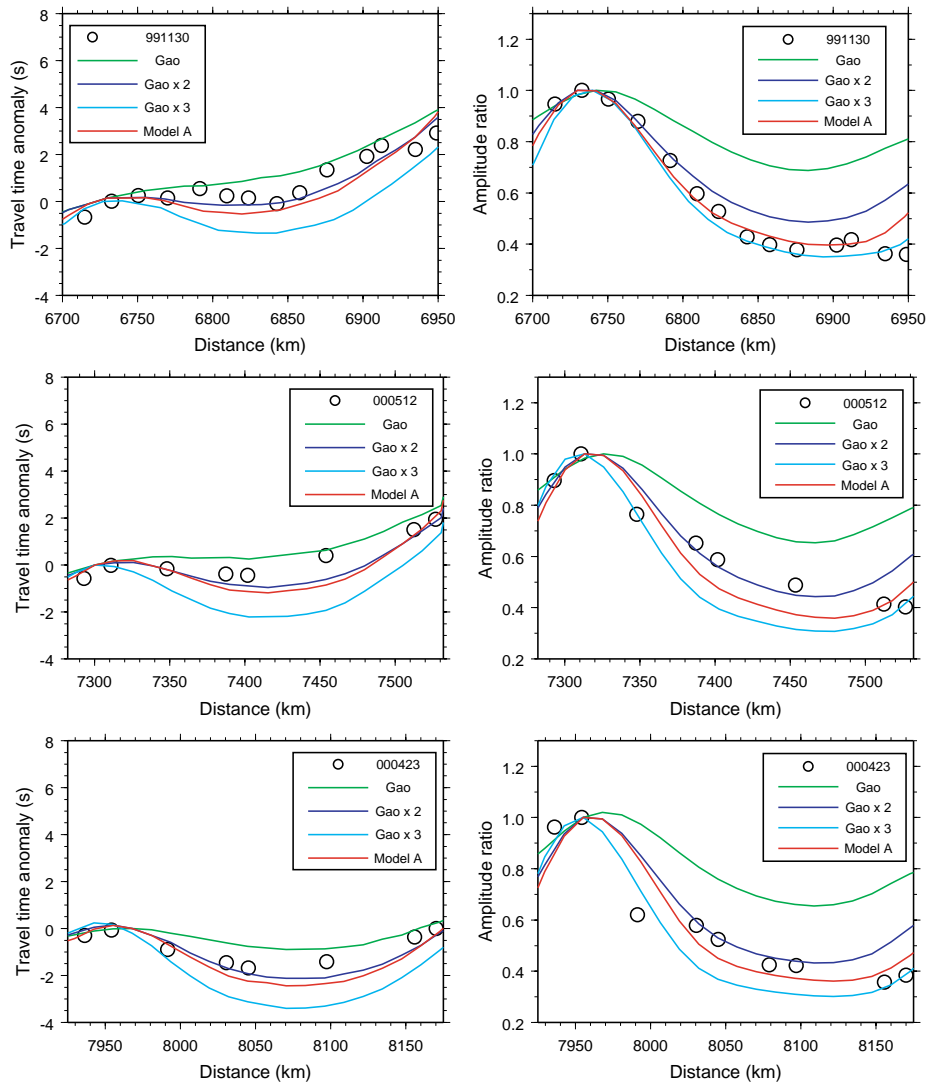 8
6
4
2
0
-2
-4
Travel time anomaly (s)
991130
Gao
Gao x 2
Gao x 3
Model A
6700 6750 6800 6850 6900 6950
Distance (km)
1.2
1.0
0.8
0.6
0.4
0.2
Amplitude ratio
991130
Gao
Gao x 2
Gao x 3
Model A
6700 6750 6800 6850 6900 6950
Distance (km)
8
6
4
2
0
-2
-4
Travel time anomaly (s)
000512
Gao
Gao x 2
Gao x 3
Model A
7300 7350 7400 7450 7500
Distance (km)
1.2
1.0
0.8
0.6
0.4
0.2
Amplitude ratio
000512
Gao
Gao x 2
Gao x 3
Model A
7300 7350 7400 7450 7500
Distance (km)
8
6
4
2
0
-2
-4
Travel time anomaly (s)
000423
Gao
Gao x 2
Gao x 3
Model A
7950 8000 8050 8100 8150
Distance (km)
1.2
1.0
0.8
0.6
0.4
0.2
Amplitude ratio
000423
Gao
Gao x 2
Gao x 3
Model A
7950 8000 8050 8100 8150
Distance (km)